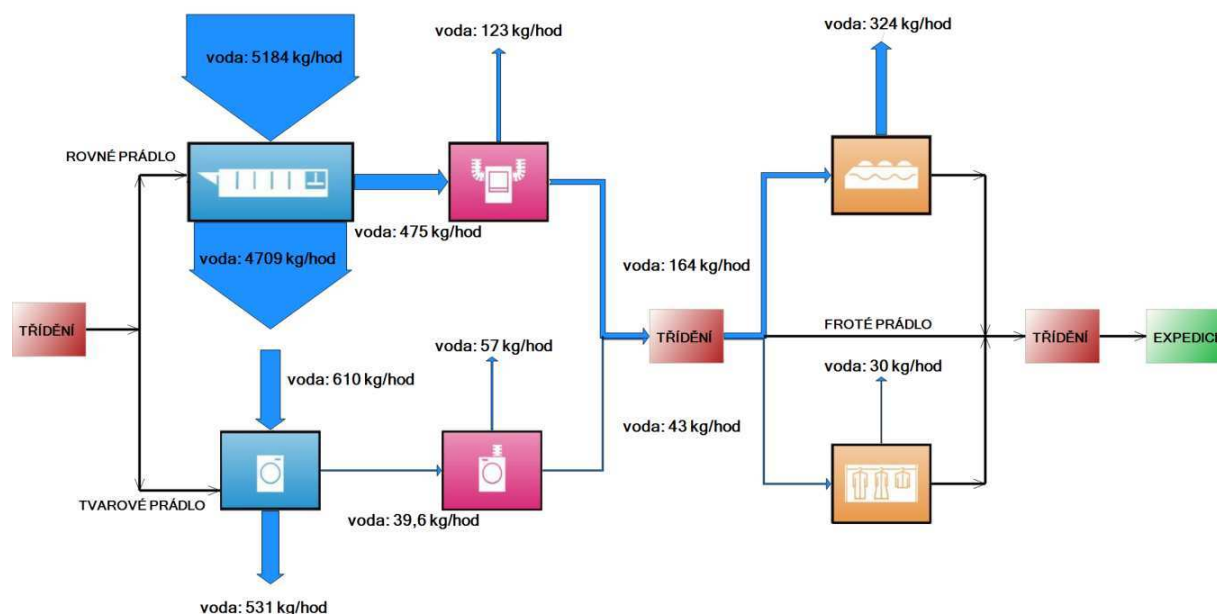 voda: 5184 kg/hod
voda: 123 kg/hod
voda: 324 kg/hod
ROVNÉ PRÁDLO
voda: 475 kg/hod
voda: 4709 kg/hod
voda: 164 kg/hod
TŘÍDĚNÍ
TŘÍDĚNÍ
FROTÉ PRÁDLO
TŘÍDĚNÍ
EXPEDICE
voda: 57 kg/hod
voda: 30 kg/hod
voda: 610 kg/hod
voda: 43 kg/hod
TVAROVÉ PRÁDLO
voda: 39,6 kg/hod
voda: 531 kg/hod